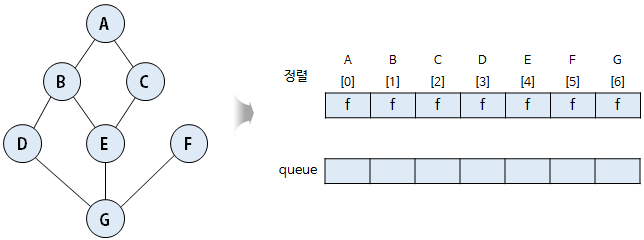 A
B
C
D
E
F
G
A B C D E F G
정렬 [0] [1] [2] [3] [4] [5] [6]
f f f f f f f
queue